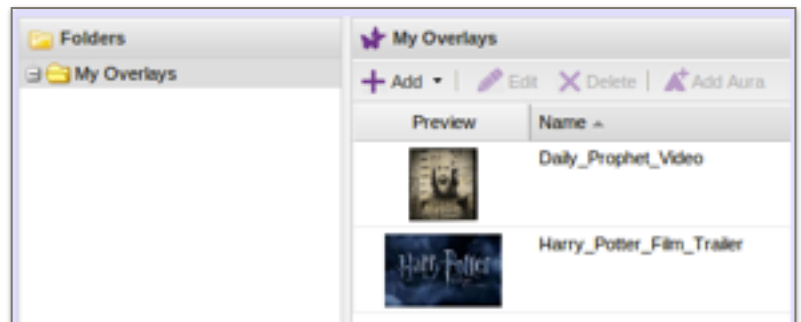 Folders
My Overlays
My Overlays
Add Edit Delete Add Aura
Preview Name
Daily_Prophet_Video
Harry_Potter_Film_Trailer
Harry Potter